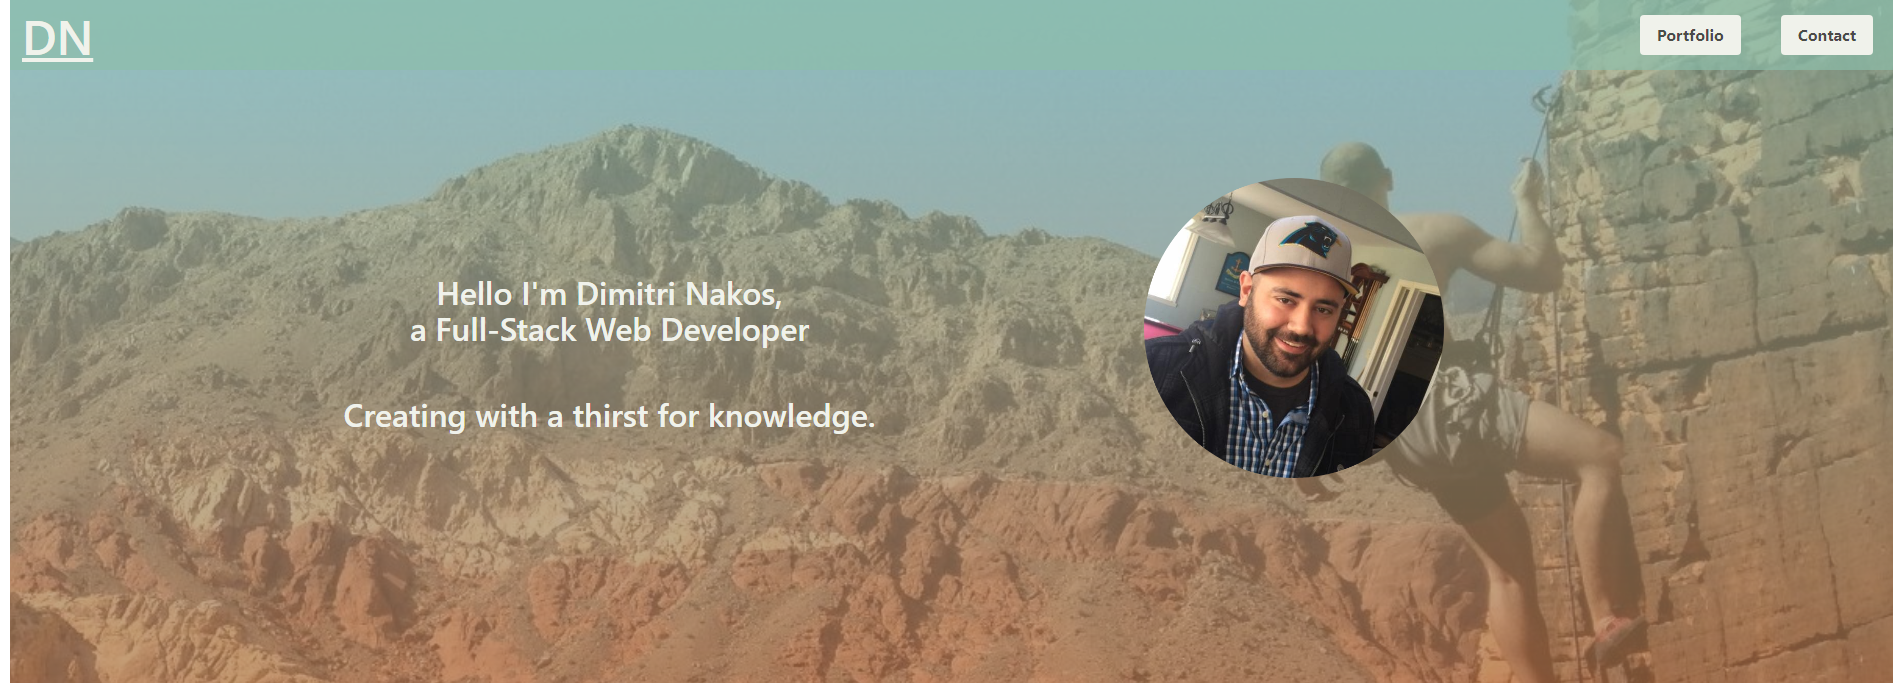 DN
Portfolio
Contact
Hello I'm Dimitri Nakos,
a Full-Stack Web Developer
Creating with a thirst for knowledge.